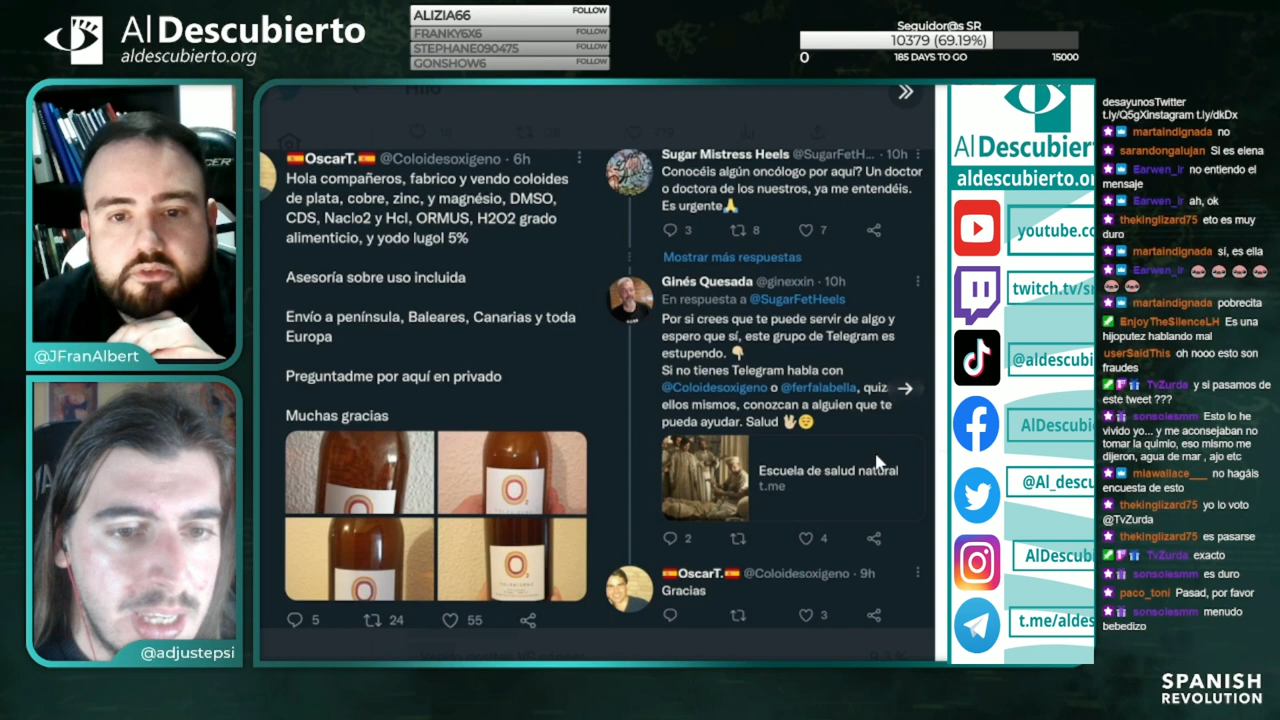 Al Descubierto
aldescubierto.org
ALIZIA66 FOLLOW
FRANKY6X6 FOLLOW
STEPHANE090475 FOLLOW
GONSHOW6 FOLLOW
Seguidor@s SR
10379 (69.19%)
0 185 DAYS TO GO 15000
@JFranAlbert
@adjustepsi
Hilo
OscarT. @Coloidesoxigeno · 6h
Hola compañeros, fabrico y vendo coloides
de plata, cobre, zinc, y magnésio, DMSO,
CDS, Naclo2 y Hcl, ORMUS, H2O2 grado
alimenticio, y yodo lugol 5%
Asesoría sobre uso incluida
Envío a península, Baleares, Canarias y toda
Europa
Preguntadme por aquí en privado
Muchas gracias
5 24 55
Sugar Mistress Heels @SugarFetH... · 10h
Conocéis algún oncólogo por aquí? Un doctor
o doctora de los nuestros, ya me entendéis.
Es urgente🙏
3 8 7
Mostrar más respuestas
Ginés Quesada @ginexxin · 10h
En respuesta a @SugarFetHeels
Por si crees que te puede servir de algo y
espero que sí, este grupo de Telegram es
estupendo. 👇
Si no tienes Telegram habla con
@Coloidesoxigeno o @ferfalabella, quiz
ellos mismos, conozcan a alguien que te
pueda ayudar. Salud 🖖😌
Escuela de salud natural
t.me
2 4
OscarT. @Coloidesoxigeno · 9h
Gracias
3
Al Descubier
aldescubierto.or
youtube.co
twitch.tv/s
@aldescubi
AlDescubi
@Al_descu
AlDescubi
t.me/aldes
desayunosTwitter
t.ly/Q5gXinstagram t.ly/dkDx
martaindignada no
sarandongalujan Si es elena
Earwen_ir no entiendo el
mensaje
Earwen_ir ah, ok
thekinglizard75 eto es muy
duro
martaindignada sí, es ella
Earwen_ir
martaindignada pobrecita
EnjoyTheSilenceLH Es una
hijoputez hablando mal
userSaidThis oh nooo esto son
fraudes
TvZurda y si pasamos de
este tweet ???
sonsolesmm Esto lo he
vivido yo... y me aconsejaban no
tomar la quimio, eso mismo me
dijeron, agua de mar , ajo etc
miawallace___ no hagáis
encuesta de esto
thekinglizard75 yo lo voto
@TvZurda
thekinglizard75 es pasarse
TvZurda exacto
sonsolesmm es duro
paco_toni Pasad, por favor
sonsolesmm menudo
bebedizo
SPANISH
REVOLUTION